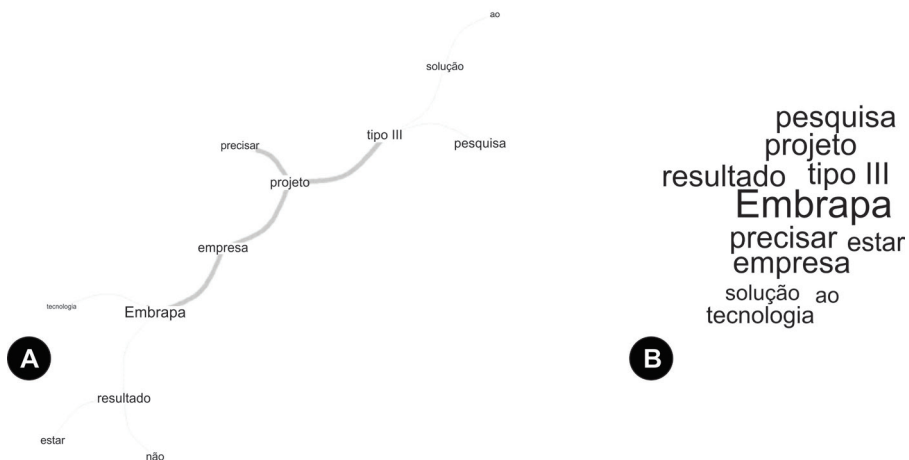 ao
solução
tipo III
precisar
pesquisa
projeto
empresa
tecnologia
Embrapa
A
resultado
estar
não
pesquisa
projeto
resultado tipo III
Embrapa
precisar estar
empresa
solução ao
tecnologia
B